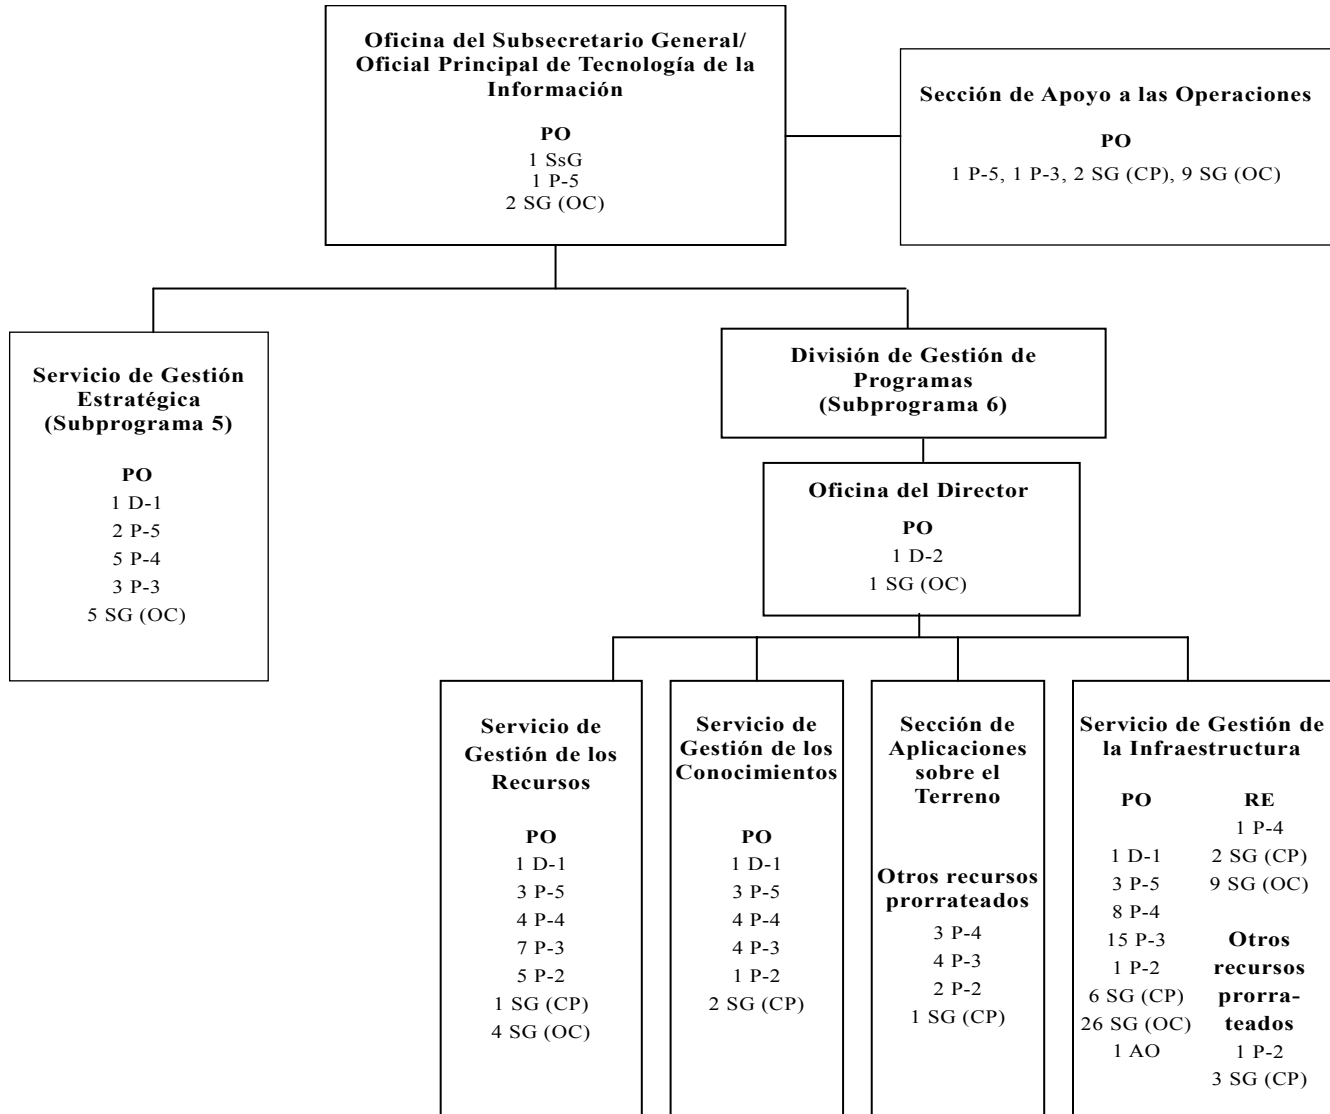 Oficina del Subsecretario General/
Oficial Principal de Tecnología de la
Información
PO
1 SsG
1 P-5
2 SG (OC)
Sección de Apoyo a las Operaciones
PO
1 P-5, 1 P-3, 2 SG (CP), 9 SG (OC)
Servicio de Gestión
Estratégica
(Subprograma 5)
PO
1 D-1
2 P-5
5 P-4
3 P-3
5 SG (OC)
División de Gestión de
Programas
(Subprograma 6)
Oficina del Director
PO
1 D-2
1 SG (OC)
Servicio de
Gestión de los
Recursos
PO
1 D-1
3 P-5
4 P-4
7 P-3
5 P-2
1 SG (CP)
4 SG (OC)
Servicio de
Gestión de los
Conocimientos
PO
1 D-1
3 P-5
4 P-4
4 P-3
1 P-2
2 SG (CP)
Sección de
Aplicaciones
sobre el
Terreno
Otros recursos
prorrateados
3 P-4
4 P-3
2 P-2
1 SG (CP)
Servicio de Gestión de
la Infraestructura
PO
1 D-1
3 P-5
8 P-4
15 P-3
1 P-2
6 SG (CP)
26 SG (OC)
1 AO
RE
1 P-4
2 SG (CP)
9 SG (OC)
Otros
recursos
prorra-
teados
1 P-2
3 SG (CP)